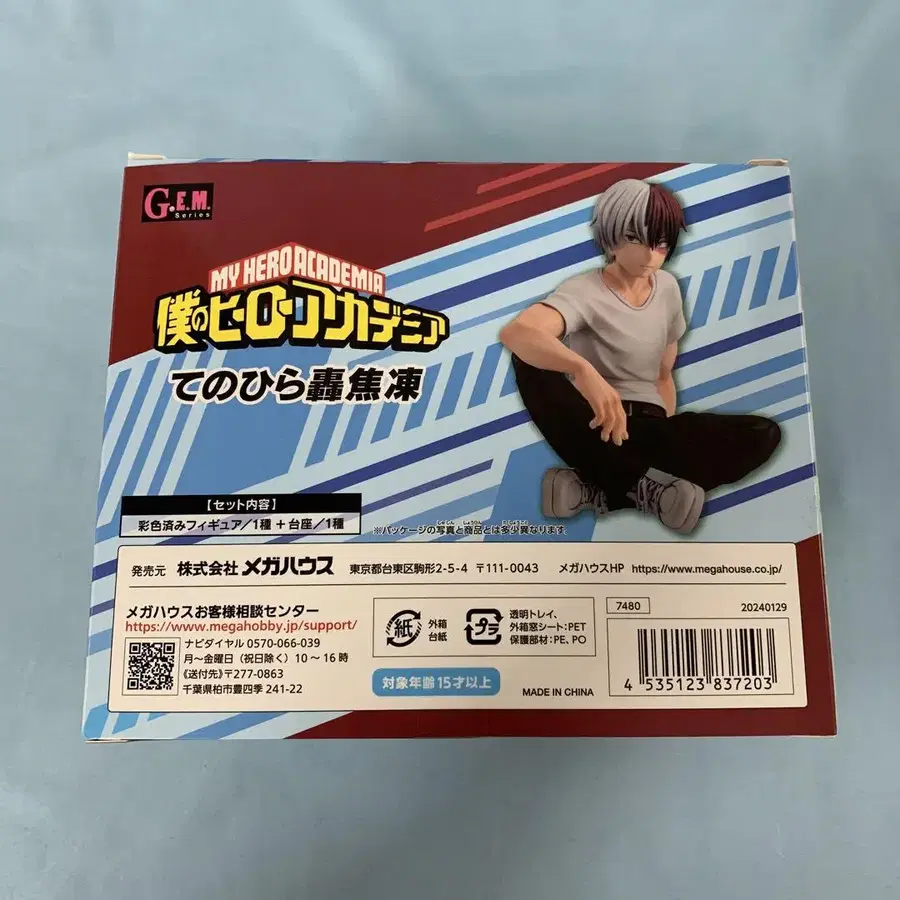 G.E.M.
Series
MY HERO ACADEMIA
僕のヒーローアカデミア
てのひら轟焦凍
【セット内容】
彩色済みフィギュア／1種 ＋ 台座／1種
※パッケージの写真と商品とは多少異なります。
発売元 株式会社 メガハウス 東京都台東区駒形2-5-4 〒111-0043 メガハウスHP https://www.megahouse.co.jp/
メガハウスお客様相談センター
https://www.megahobby.jp/support/
ナビダイヤル 0570-066-039
月～金曜日（祝日除く）10～16時
《送付先》〒277-0863
千葉県柏市豊四季 241-22
紙
外箱
台紙
プラ
透明トレイ、
外箱窓シート:PET
保護部材:PE、PO
対象年齢15才以上
MADE IN CHINA
7480
20240129
4 535123 837203